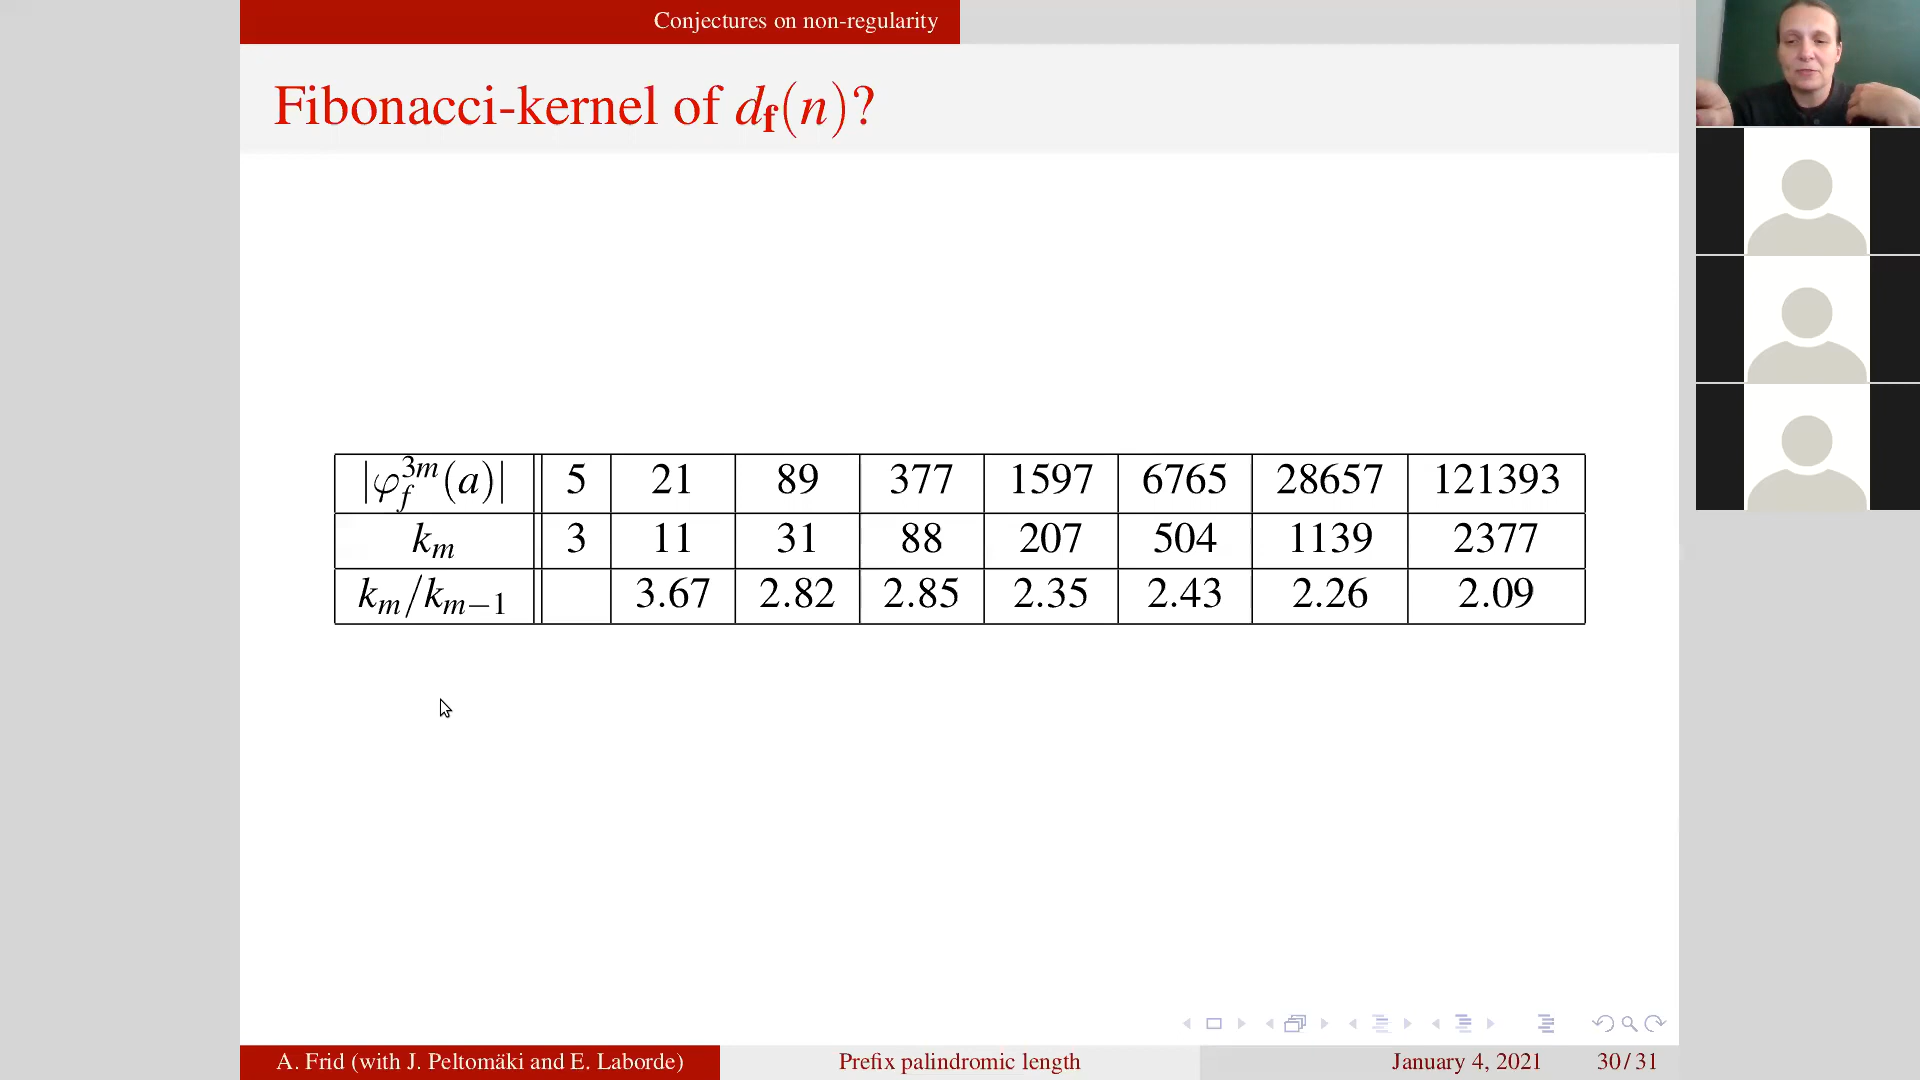 Conjectures on non-regularity
Fibonacci-kernel of d_f(n)?
|φ_f^{3m}(a)| 5 21 89 377 1597 6765 28657 121393
k_m 3 11 31 88 207 504 1139 2377
k_m/k_{m−1} 3.67 2.82 2.85 2.35 2.43 2.26 2.09
A. Frid (with J. Peltomäki and E. Laborde) Prefix palindromic length January 4, 2021 30/31